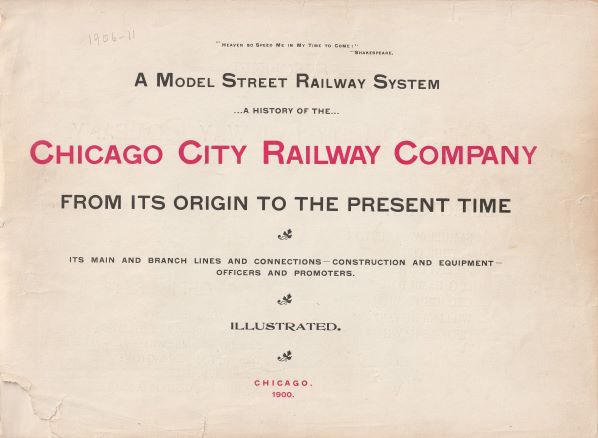 1906-11
"Heaven so Speed Me in My Time to Come!"
—Shakespeare.
A Model Street Railway System
...A HISTORY OF THE...
Chicago City Railway Company
FROM ITS ORIGIN TO THE PRESENT TIME
ITS MAIN AND BRANCH LINES AND CONNECTIONS—CONSTRUCTION AND EQUIPMENT—
OFFICERS AND PROMOTERS.
ILLUSTRATED.
CHICAGO.
1900.